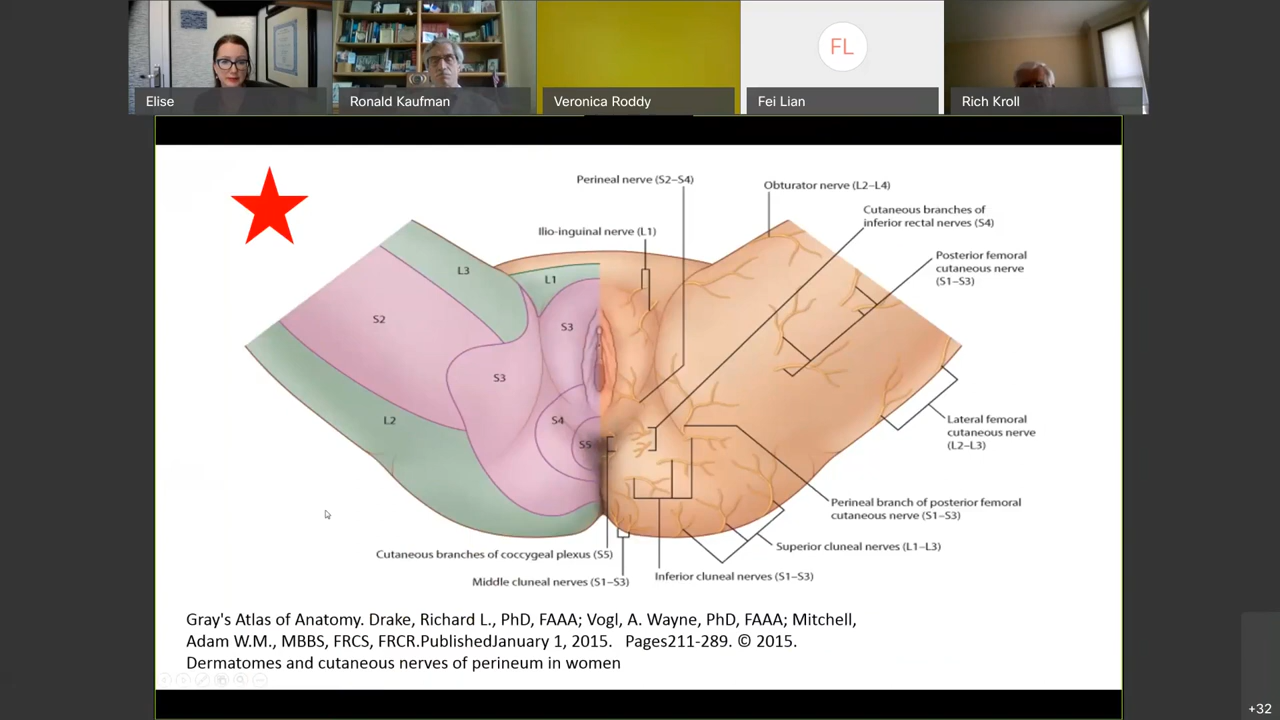 Elise
Ronald Kaufman
Veronica Roddy
FL
Fei Lian
Rich Kroll
Perineal nerve (S2–S4)
Obturator nerve (L2–L4)
Cutaneous branches of
inferior rectal nerves (S4)
Ilio-inguinal nerve (L1)
Posterior femoral
cutaneous nerve
(S1–S3)
L3
L1
S2
S3
S3
L2
S4
S5
Lateral femoral
cutaneous nerve
(L2–L3)
Perineal branch of posterior femoral
cutaneous nerve (S1–S3)
Superior cluneal nerves (L1–L3)
Cutaneous branches of coccygeal plexus (S5)
Inferior cluneal nerves (S1–S3)
Middle cluneal nerves (S1–S3)
Gray's Atlas of Anatomy. Drake, Richard L., PhD, FAAA; Vogl, A. Wayne, PhD, FAAA; Mitchell,
Adam W.M., MBBS, FRCS, FRCR.PublishedJanuary 1, 2015. Pages211-289. © 2015.
Dermatomes and cutaneous nerves of perineum in women
+32